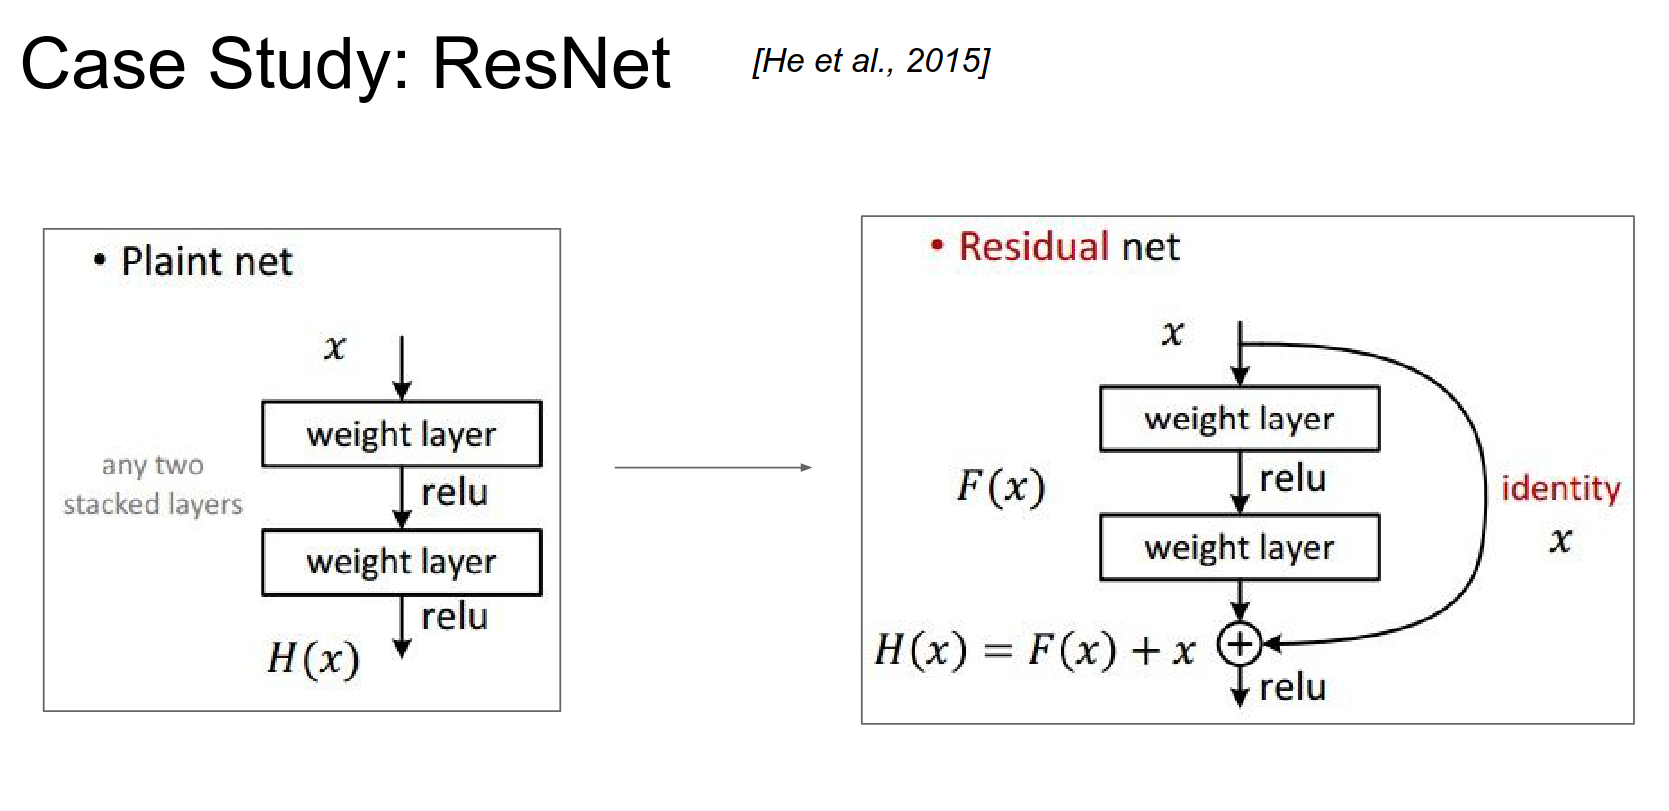 Case Study: ResNet
[He et al., 2015]
• Plaint net
x
weight layer
any two
stacked layers
relu
weight layer
relu
H(x)
• Residual net
x
weight layer
F(x)
relu
identity
x
weight layer
H(x) = F(x) + x
+
relu